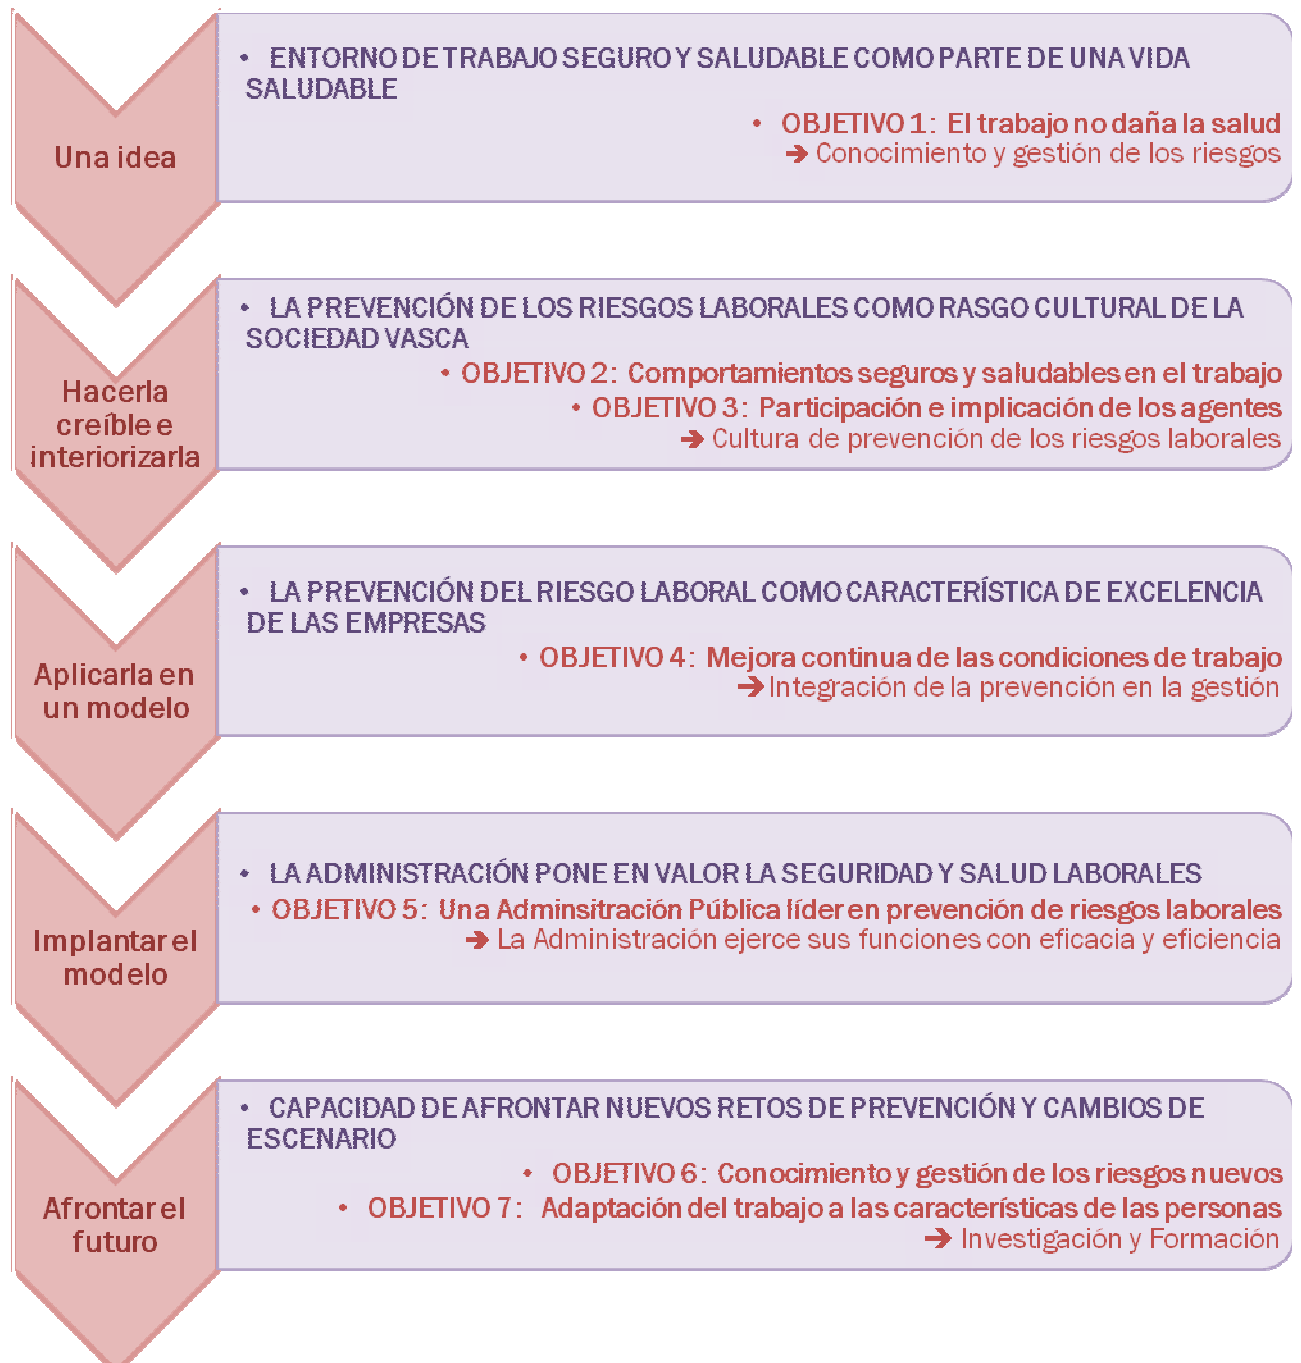 Una idea
• ENTORNO DE TRABAJO SEGURO Y SALUDABLE COMO PARTE DE UNA VIDA
SALUDABLE
• OBJETIVO 1: El trabajo no daña la salud
➔ Conocimiento y gestión de los riesgos
Hacerla
creíble e
interiorizarla
• LA PREVENCIÓN DE LOS RIESGOS LABORALES COMO RASGO CULTURAL DE LA
SOCIEDAD VASCA
• OBJETIVO 2: Comportamientos seguros y saludables en el trabajo
• OBJETIVO 3: Participación e implicación de los agentes
➔ Cultura de prevención de los riesgos laborales
Aplicarla en
un modelo
• LA PREVENCIÓN DEL RIESGO LABORAL COMO CARACTERÍSTICA DE EXCELENCIA
DE LAS EMPRESAS
• OBJETIVO 4: Mejora continua de las condiciones de trabajo
➔ Integración de la prevención en la gestión
Implantar el
modelo
• LA ADMINISTRACIÓN PONE EN VALOR LA SEGURIDAD Y SALUD LABORALES
• OBJETIVO 5: Una Adminsitración Pública líder en prevención de riesgos laborales
➔ La Administración ejerce sus funciones con eficacia y eficiencia
Afrontar el
futuro
• CAPACIDAD DE AFRONTAR NUEVOS RETOS DE PREVENCIÓN Y CAMBIOS DE
ESCENARIO
• OBJETIVO 6: Conocimiento y gestión de los riesgos nuevos
• OBJETIVO 7: Adaptación del trabajo a las características de las personas
➔ Investigación y Formación